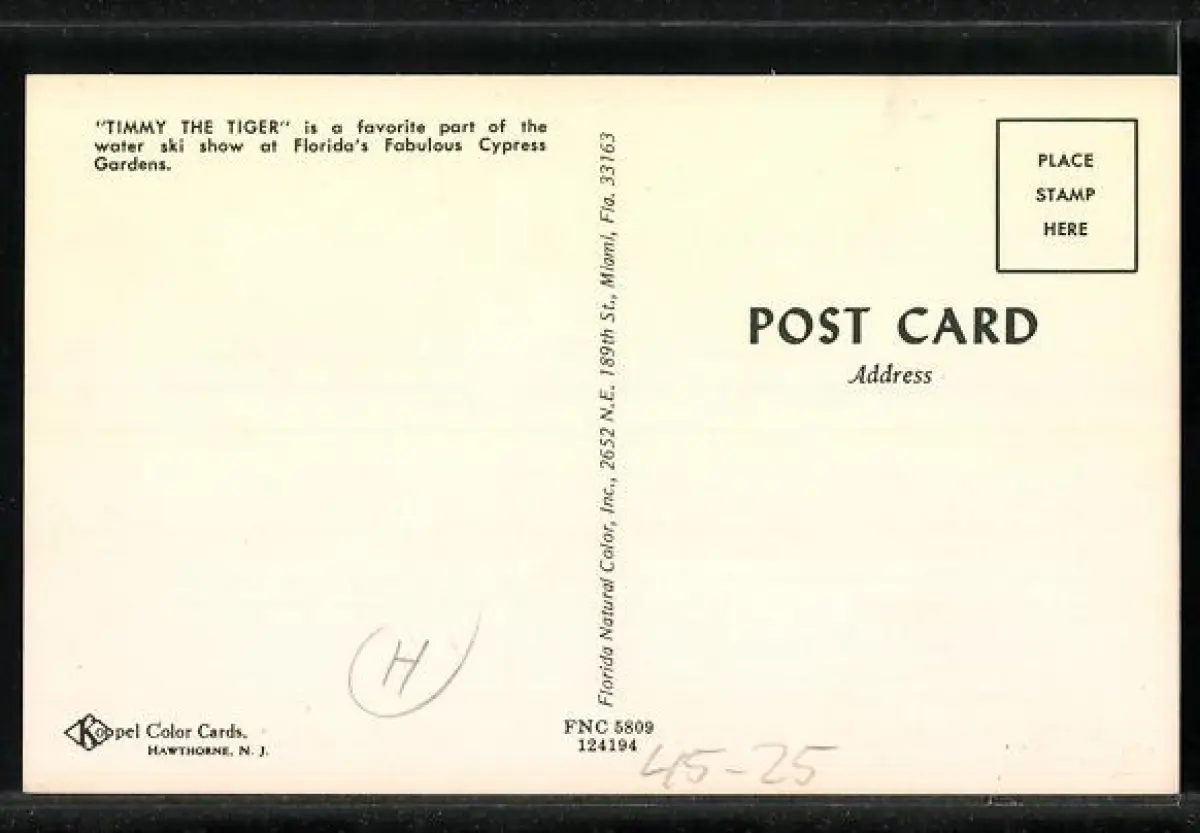 "TIMMY THE TIGER" is a favorite part of the
water ski show at Florida's Fabulous Cypress
Gardens.
Florida Natural Color, Inc., 2652 N.E. 189th St., Miami, Fla. 33163
PLACE
STAMP
HERE
POST CARD
Address
H
Koppel Color Cards.
HAWTHORNE, N. J.
FNC 5809
124194
45-25